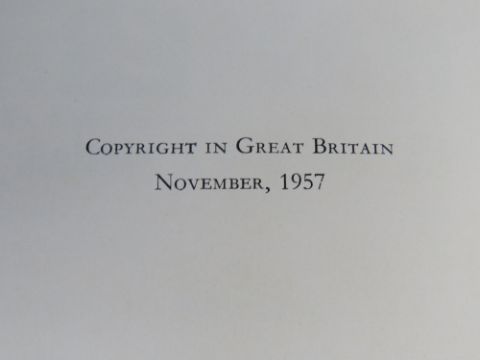 Copyright in Great Britain
November, 1957